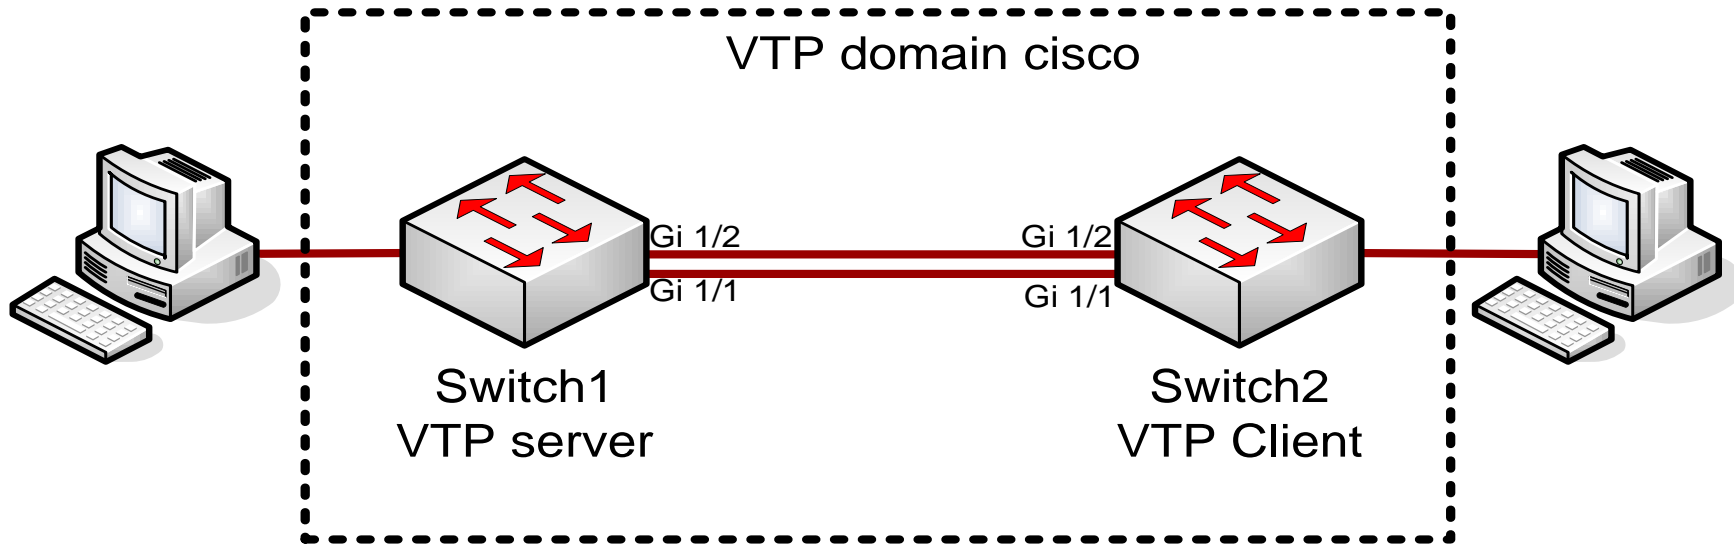 VTP domain cisco
Gi 1/2
Gi 1/2
Gi 1/1
Gi 1/1
Switch1
VTP server
Switch2
VTP Client